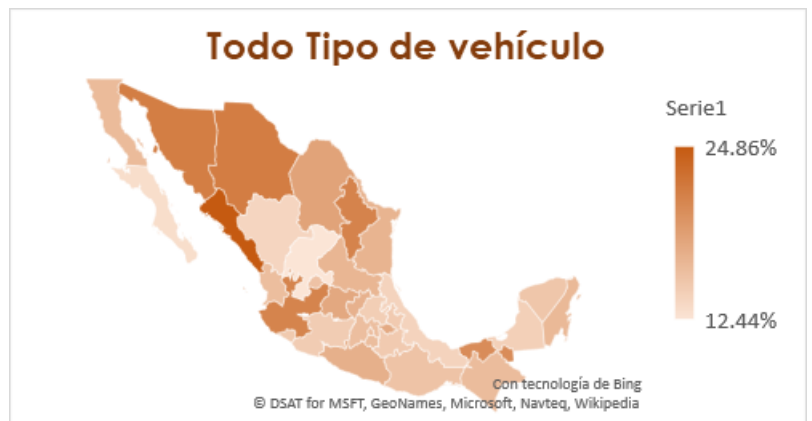 Todo Tipo de vehículo
Serie1
24.86%
12.44%
Con tecnología de Bing
© DSAT for MSFT, GeoNames, Microsoft, Navteq, Wikipedia